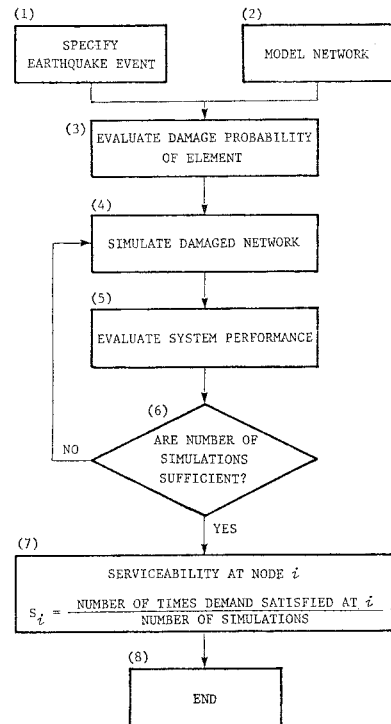 (1)
SPECIFY
EARTHQUAKE EVENT
(2)
MODEL NETWORK
(3)
EVALUATE DAMAGE PROBABILITY
OF ELEMENT
(4)
SIMULATE DAMAGED NETWORK
(5)
EVALUATE SYSTEM PERFORMANCE
(6)
ARE NUMBER OF
SIMULATIONS
SUFFICIENT?
NO
YES
(7)
SERVICEABILITY AT NODE i
S_i = NUMBER OF TIMES DEMAND SATISFIED AT i
NUMBER OF SIMULATIONS
(8)
END